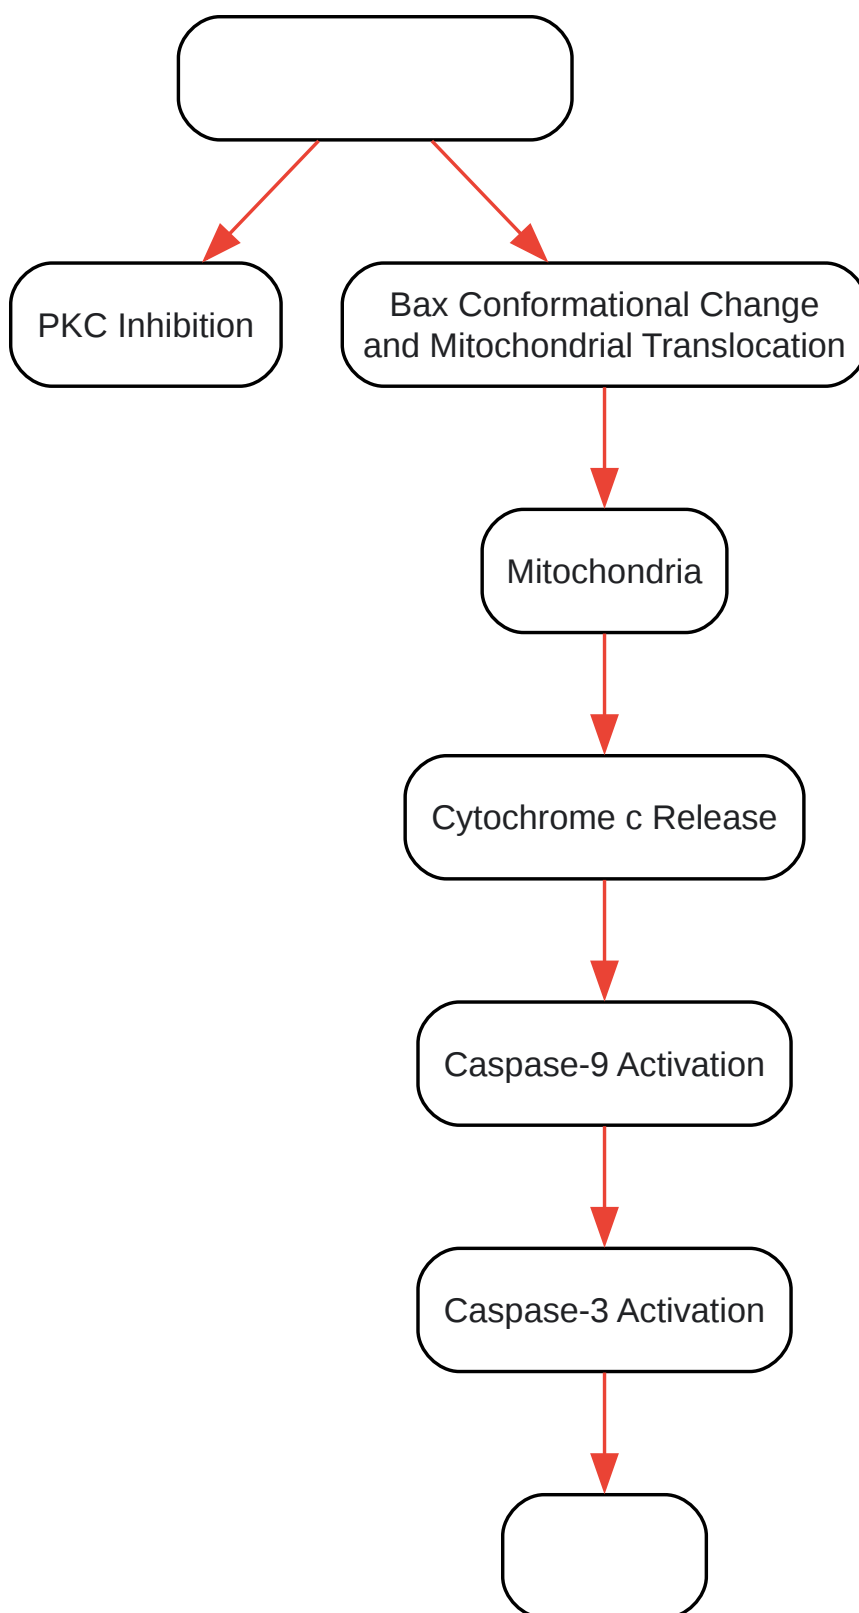 PKC Inhibition
Bax Conformational Change
and Mitochondrial Translocation
Mitochondria
Cytochrome c Release
Caspase-9 Activation
Caspase-3 Activation